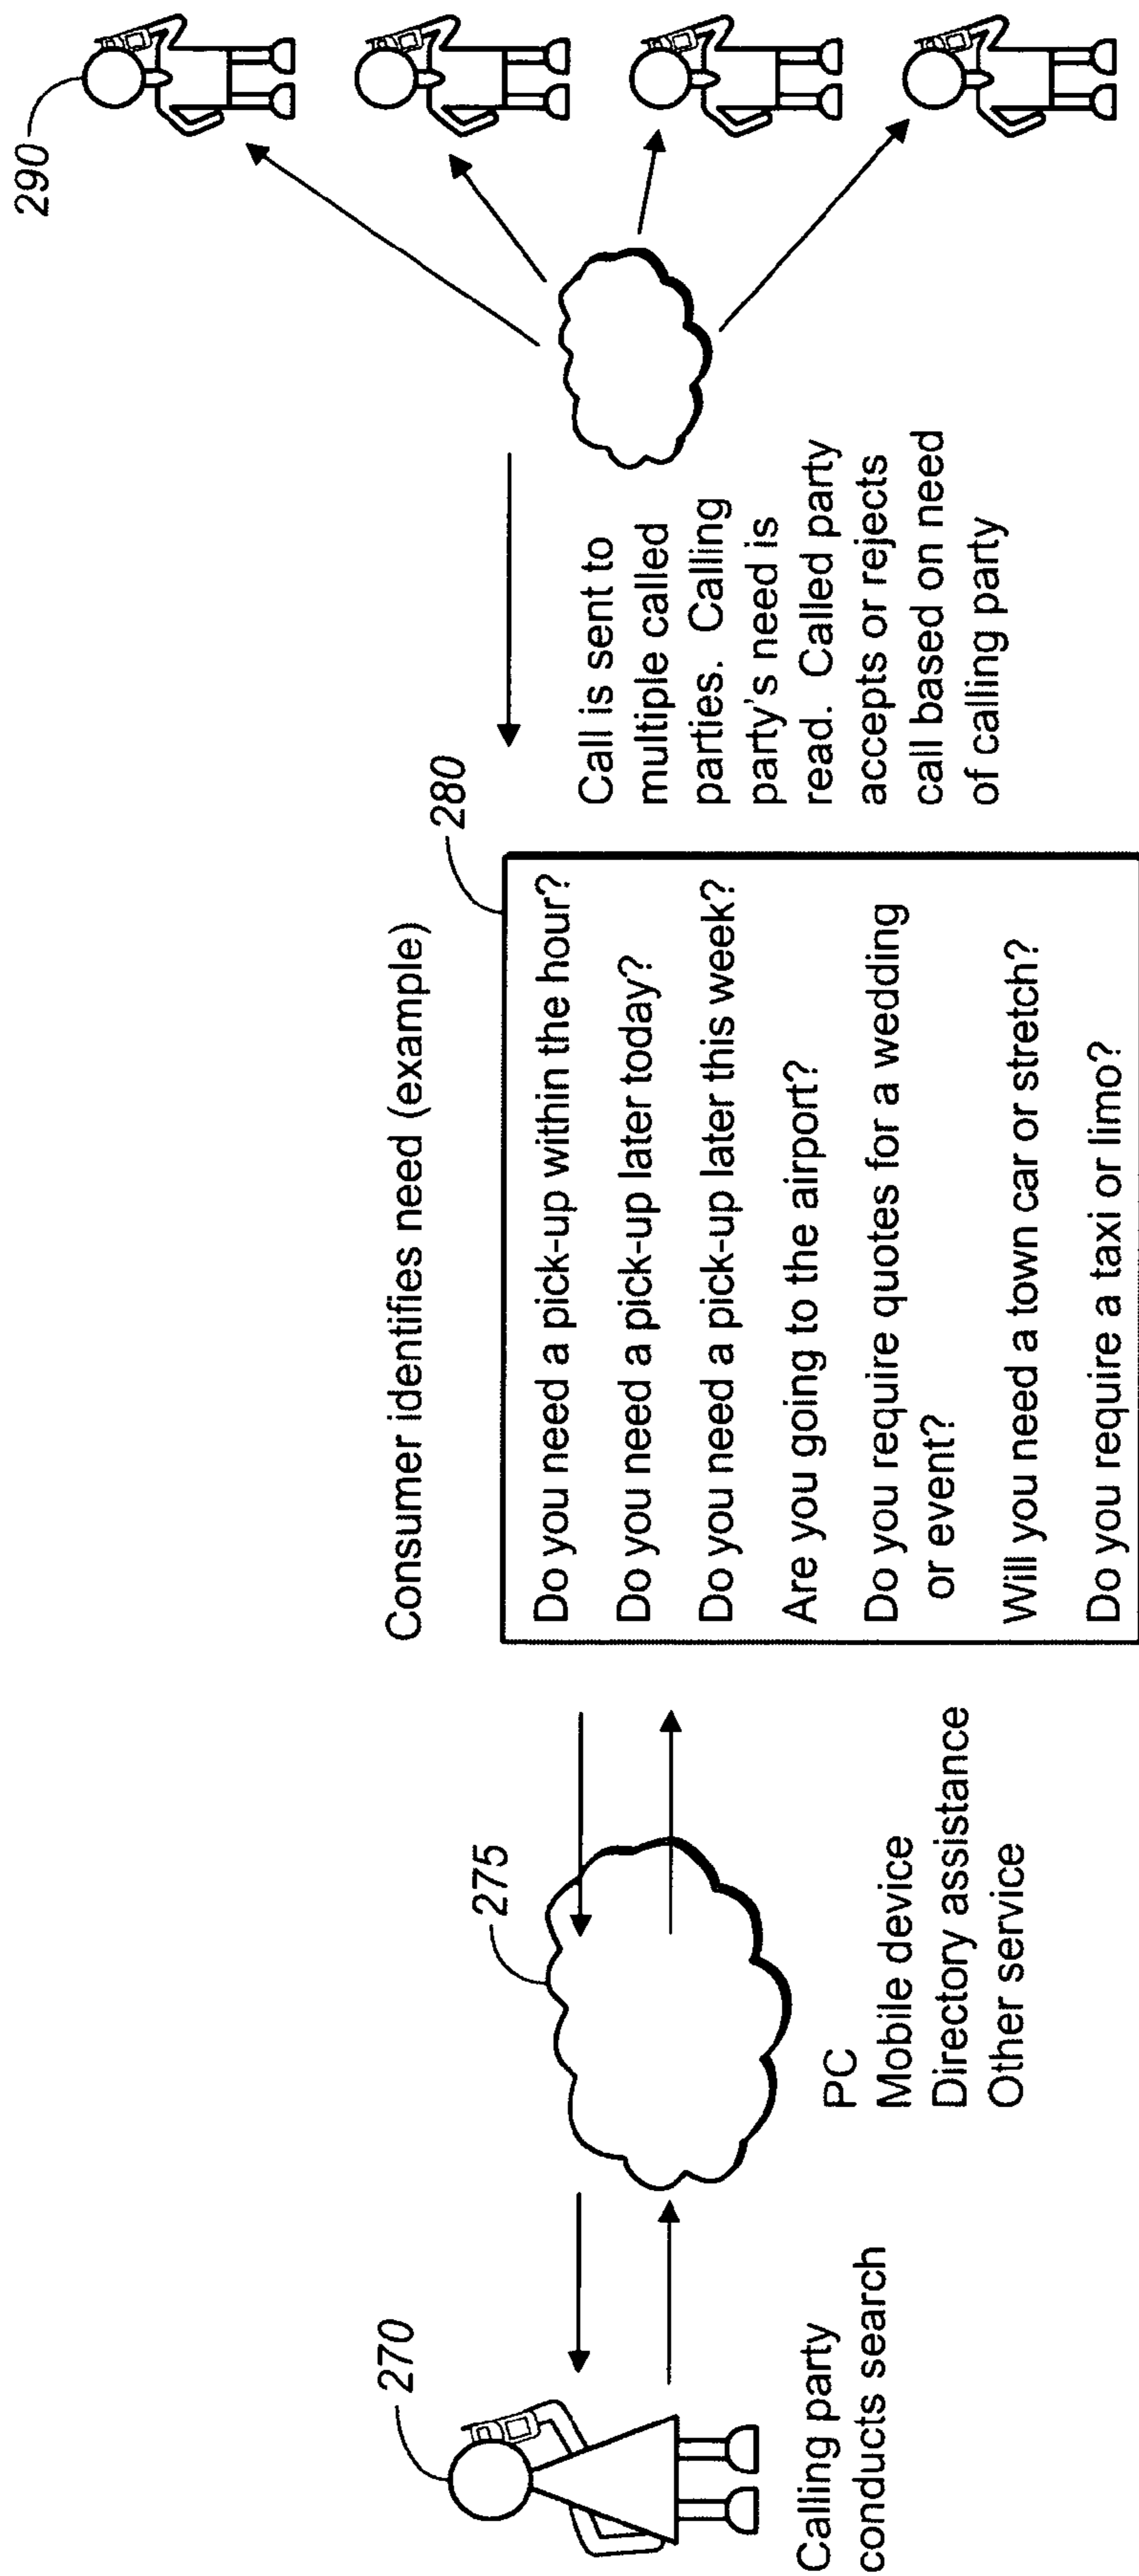 270
Calling party
conducts search
275
PC
Mobile device
Directory assistance
Other service
Consumer identifies need (example)
280
Do you need a pick-up within the hour?
Do you need a pick-up later today?
Do you need a pick-up later this week?
Are you going to the airport?
Do you require quotes for a wedding
or event?
Will you need a town car or stretch?
Do you require a taxi or limo?
Call is sent to
multiple called
parties. Calling
party's need is
read. Called party
accepts or rejects
call based on need
of calling party
290